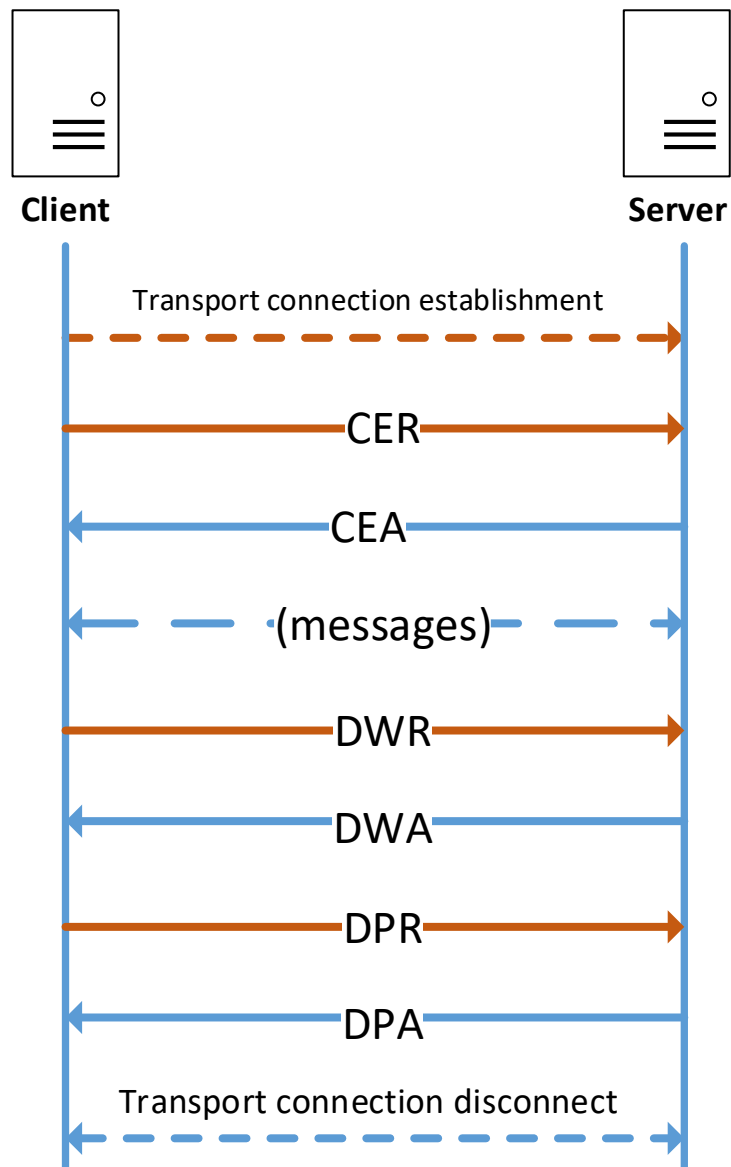 Client
Server
Transport connection establishment
CER
CEA
(messages)
DWR
DWA
DPR
DPA
Transport connection disconnect